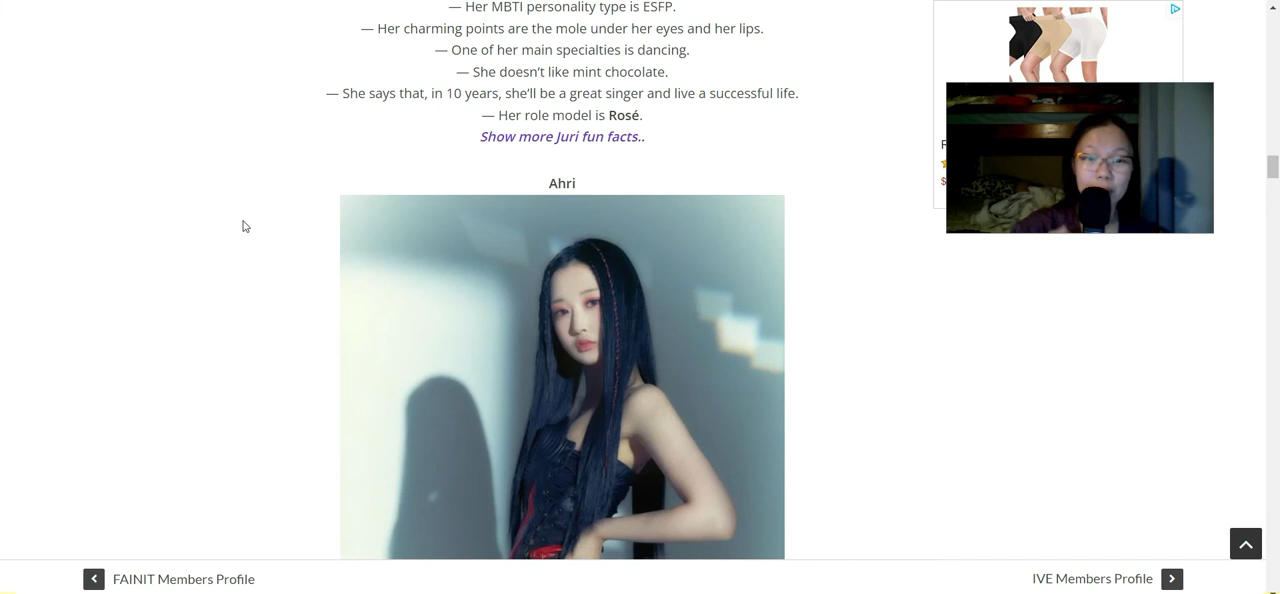 — Her MBTI personality type is ESFP.
— Her charming points are the mole under her eyes and her lips.
— One of her main specialties is dancing.
— She doesn’t like mint chocolate.
— She says that, in 10 years, she’ll be a great singer and live a successful life.
— Her role model is Rosé.
Show more Juri fun facts..
Ahri
FAINIT Members Profile
IVE Members Profile